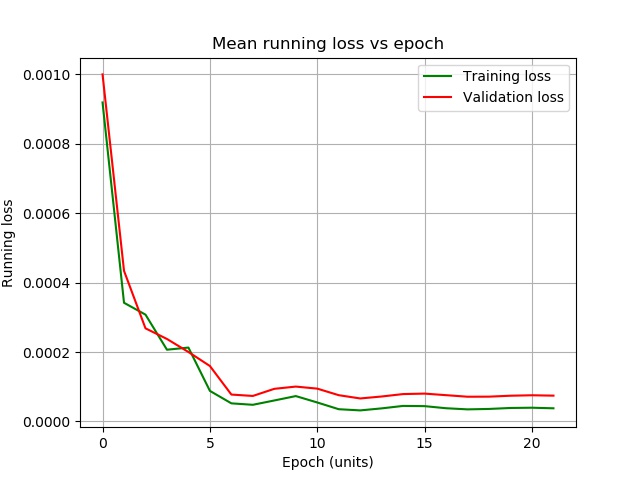 Mean running loss vs epoch
Training loss
Validation loss
0.0010
0.0008
0.0006
0.0004
0.0002
0.0000
Running loss
0 5 10 15 20
Epoch (units)